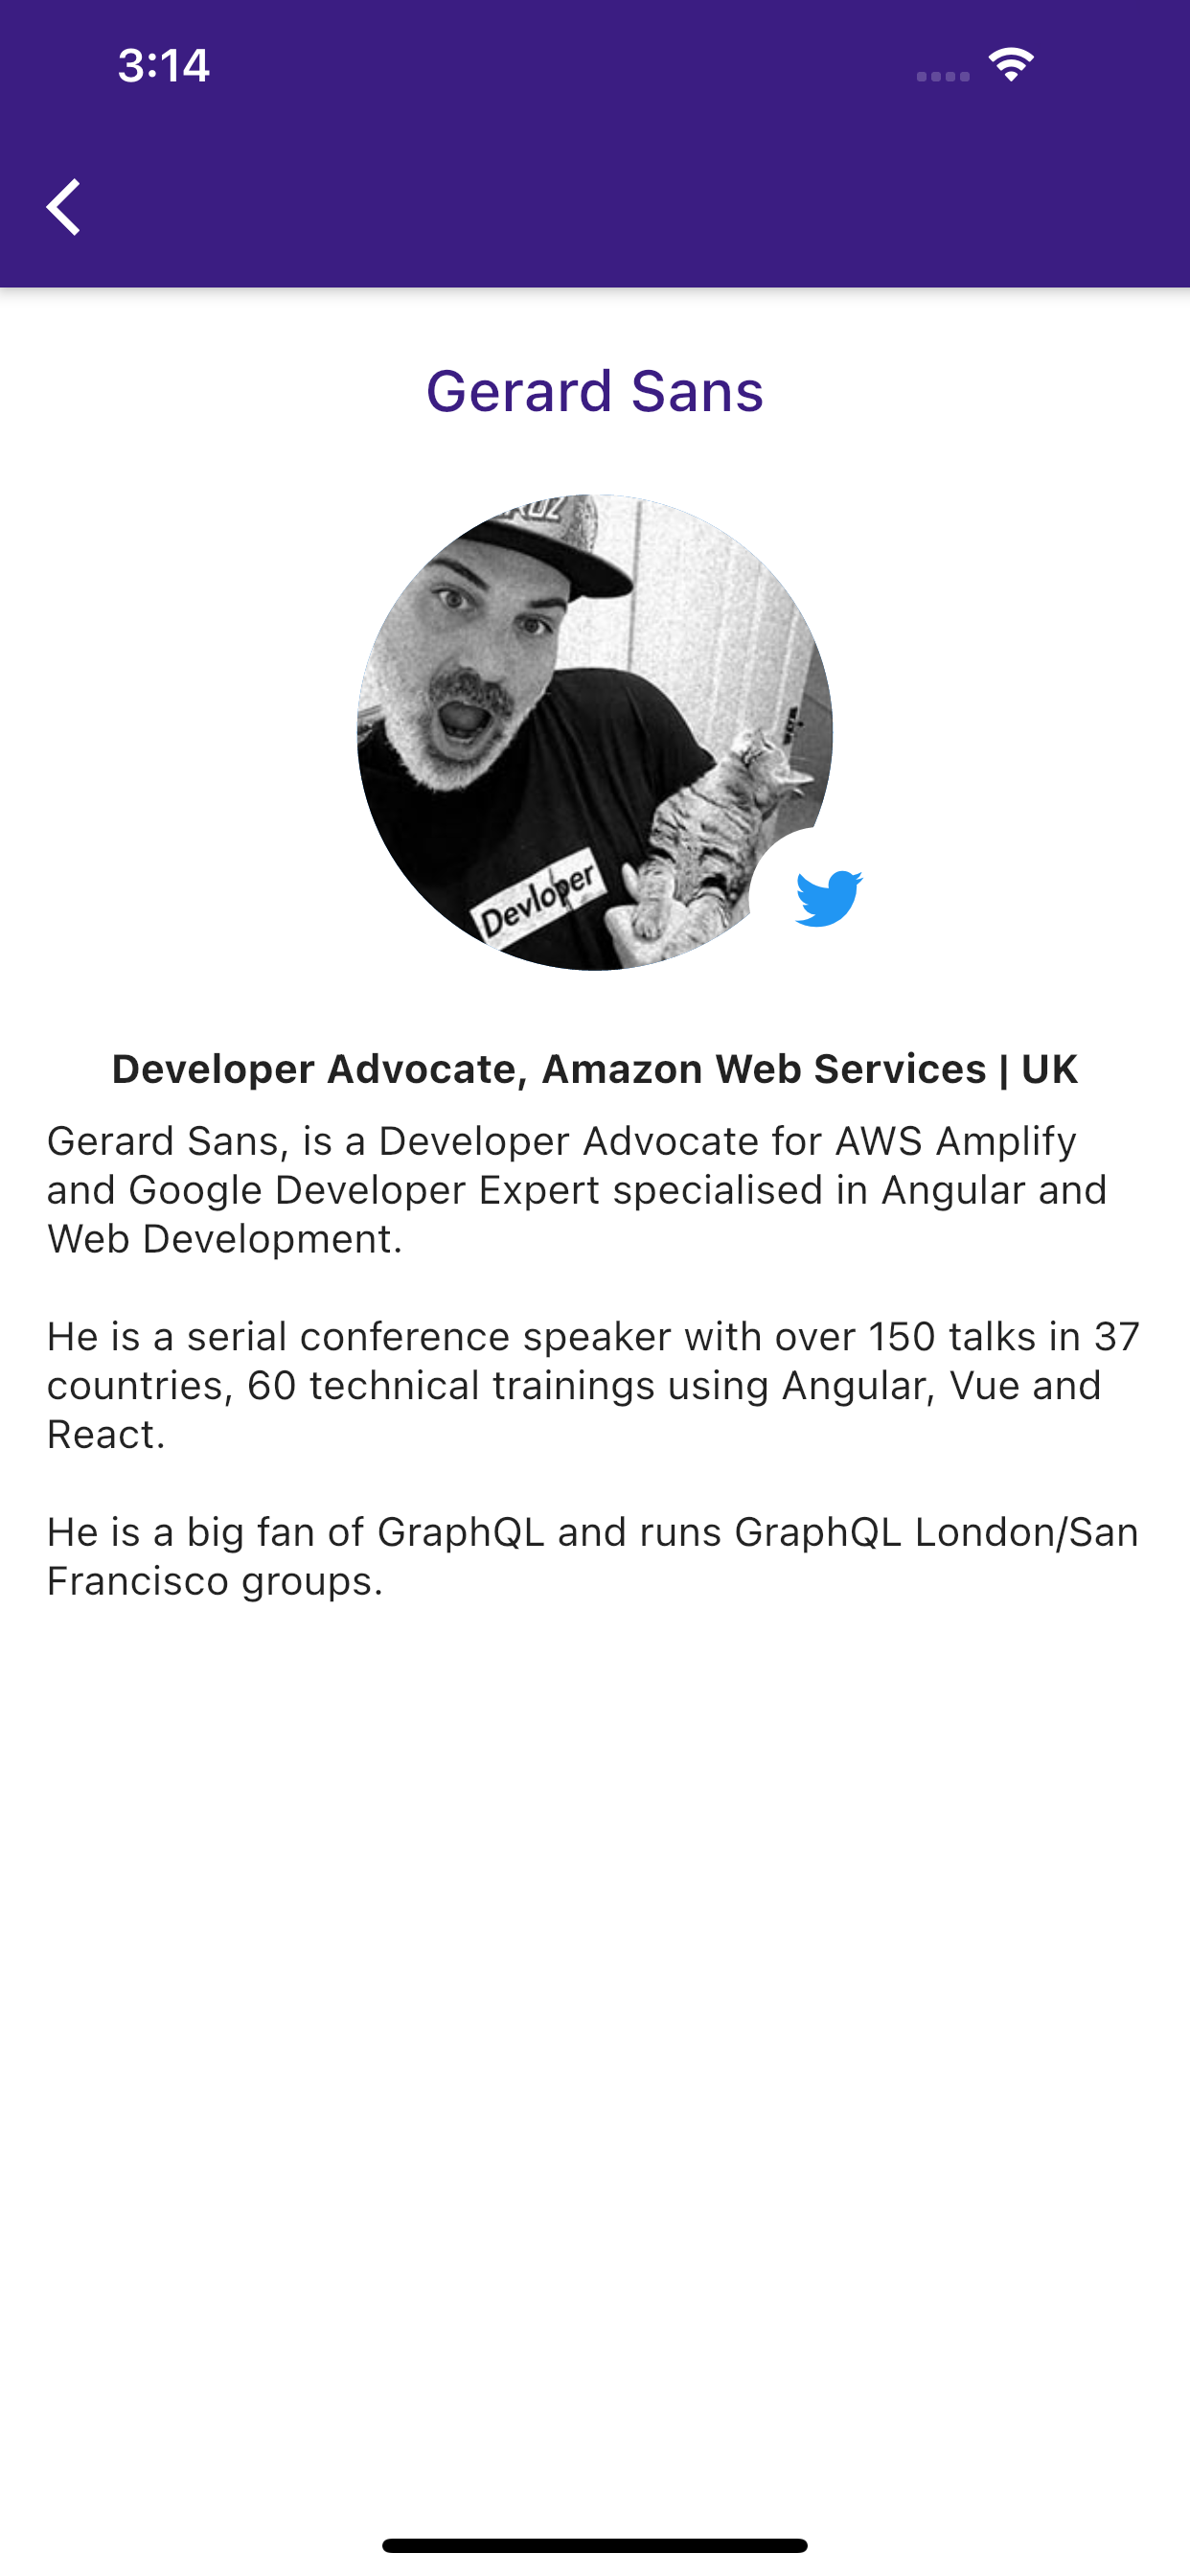 3:14
Gerard Sans
Devloper
Developer Advocate, Amazon Web Services | UK
Gerard Sans, is a Developer Advocate for AWS Amplify
and Google Developer Expert specialised in Angular and
Web Development.
He is a serial conference speaker with over 150 talks in 37
countries, 60 technical trainings using Angular, Vue and
React.
He is a big fan of GraphQL and runs GraphQL London/San
Francisco groups.